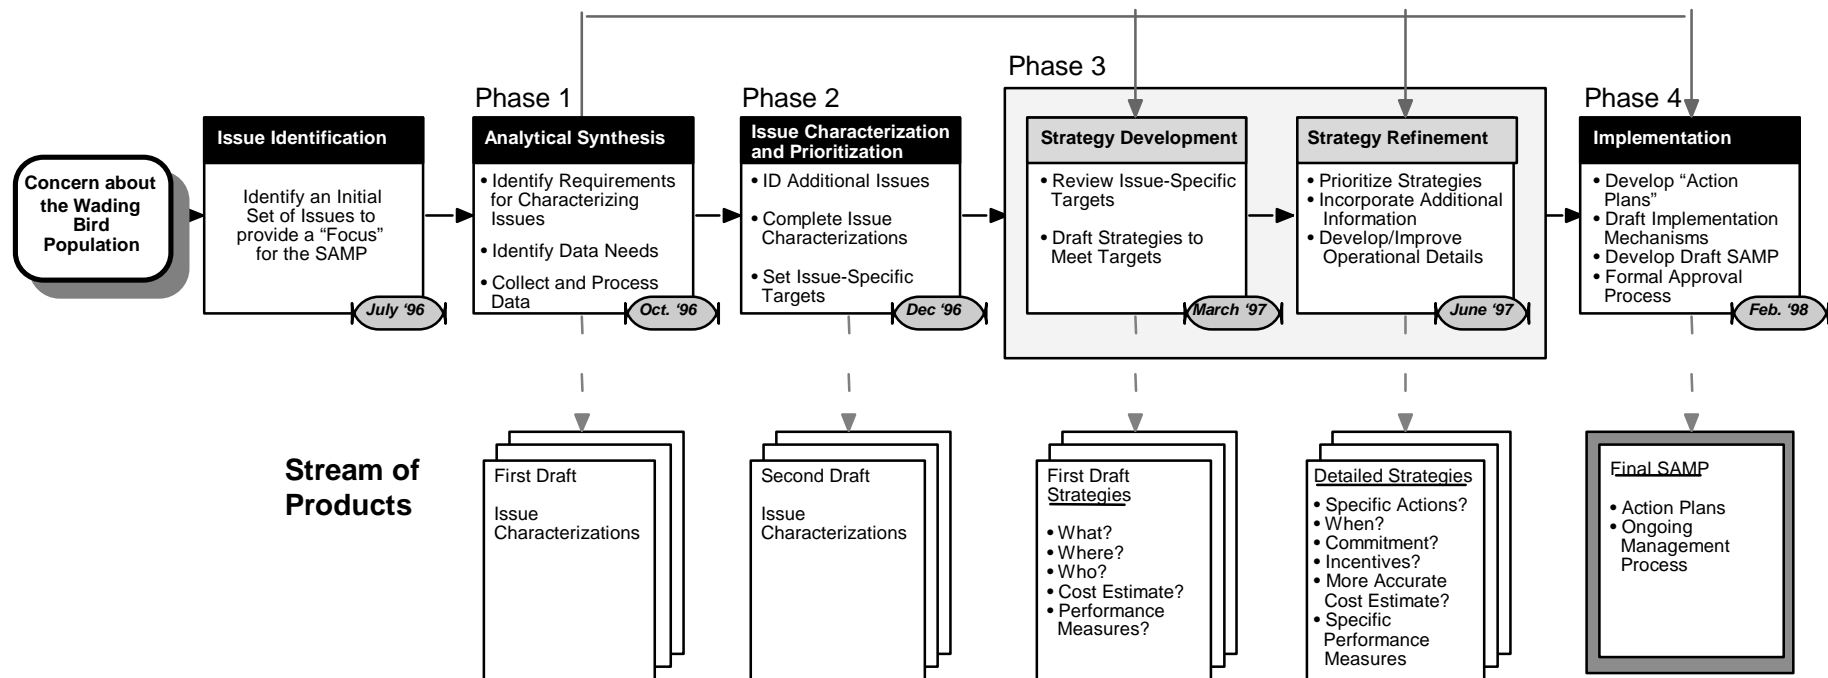 Phase 1
Phase 2
Phase 3
Phase 4
Concern about
the Wading
Bird
Population
Issue Identification
Identify an Initial
Set of Issues to
provide a “Focus”
for the SAMP
July ‘96
Analytical Synthesis
• Identify Requirements
for Characterizing
Issues
• Identify Data Needs
• Collect and Process
Data
Oct. ‘96
Issue Characterization
and Prioritization
• ID Additional Issues
• Complete Issue
Characterizations
• Set Issue-Specific
Targets
Dec ‘96
Strategy Development
• Review Issue-Specific
Targets
• Draft Strategies to
Meet Targets
March ‘97
Strategy Refinement
• Prioritize Strategies
• Incorporate Additional
Information
• Develop/Improve
Operational Details
June ‘97
Implementation
• Develop “Action
Plans”
• Draft Implementation
Mechanisms
• Develop Draft SAMP
• Formal Approval
Process
Feb. ‘98
Stream of
Products
First Draft
Issue
Characterizations
Second Draft
Issue
Characterizations
First Draft
Strategies
• What?
• Where?
• Who?
• Cost Estimate?
• Performance
Measures?
Detailed Strategies
• Specific Actions?
• When?
• Commitment?
• Incentives?
• More Accurate
Cost Estimate?
• Specific
Performance
Measures
Final SAMP
• Action Plans
• Ongoing
Management
Process